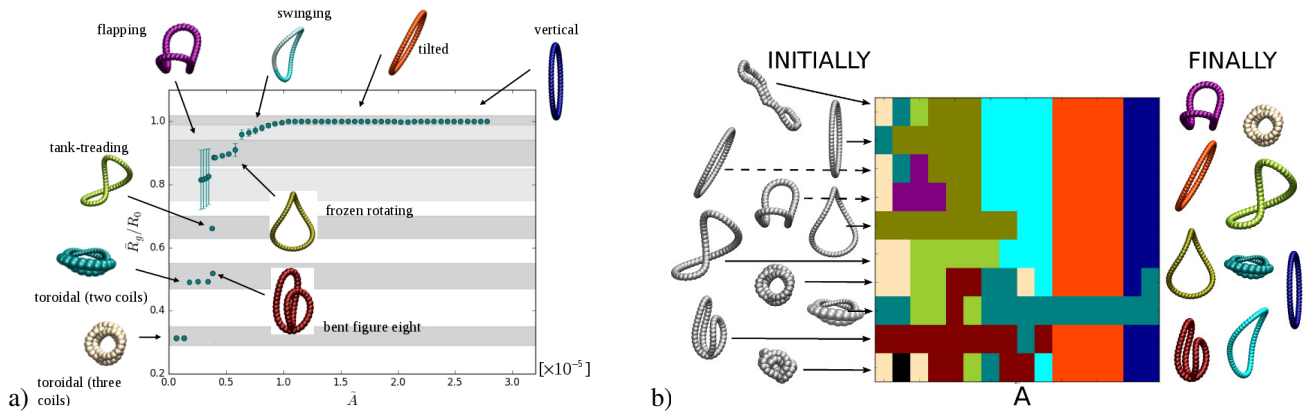 swinging
flapping
tilted
vertical
1.0
tank-treading
0.8
R̄g/R0
frozen rotating
0.6
toroidal (two coils)
0.4
bent figure eight
toroidal (three
coils)
0.2
0.0
0.5
1.0
1.5
2.0
2.5
3.0
[×10⁻⁵]
Ã
a)
INITIALLY
FINALLY
A
b)